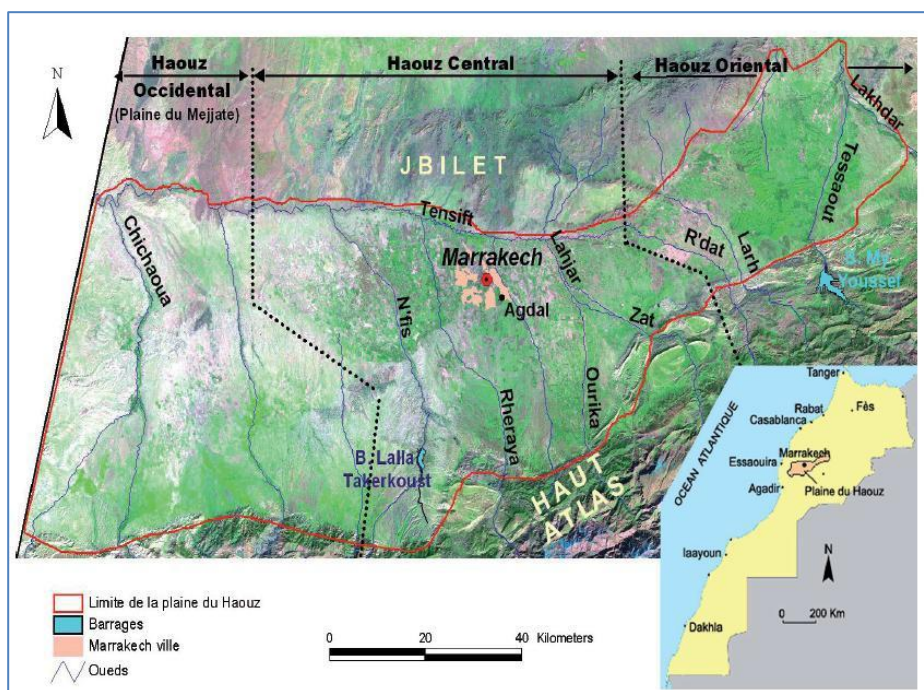 N
Haouz
Occidental
(Plaine du Mejjate)
Haouz Central
Haouz Oriental
Lakhdar
JBILET
Tessaout
Tensift
R'dat
Larh
Chichaoua
Marrakech
Lahjar
S. My
Youssef
N'fis
Agdal
Zat
Rheraya
Ourika
B. Lalla
Takerkoust
HAUT
ATLAS
Tanger
OCEAN ATLANTIQUE
Rabat
Fès
Casablanca
Marrakech
Essaouira
Agadir
Plaine du Haouz
laayoun
N
0 200 Km
Dakhla
Limite de la plaine du Haouz
Barrages
Marrakech ville
Oueds
0 20 40 Kilometers